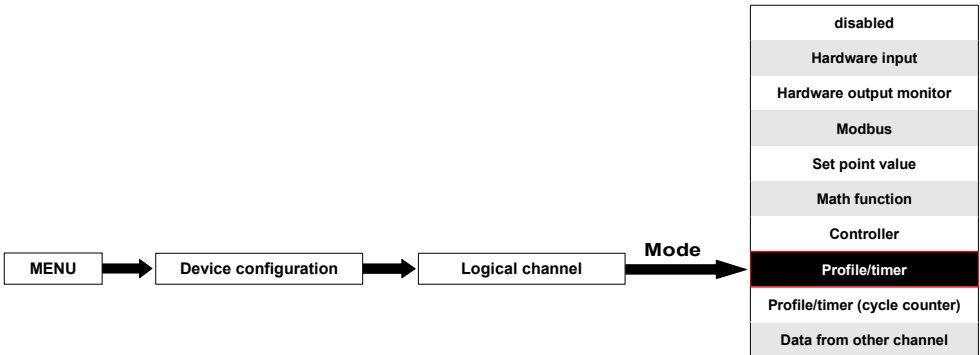 disabled
Hardware input
Hardware output monitor
Modbus
Set point value
Math function
Controller
MENU
Device configuration
Logical channel
Mode
Profile/timer
Profile/timer (cycle counter)
Data from other channel